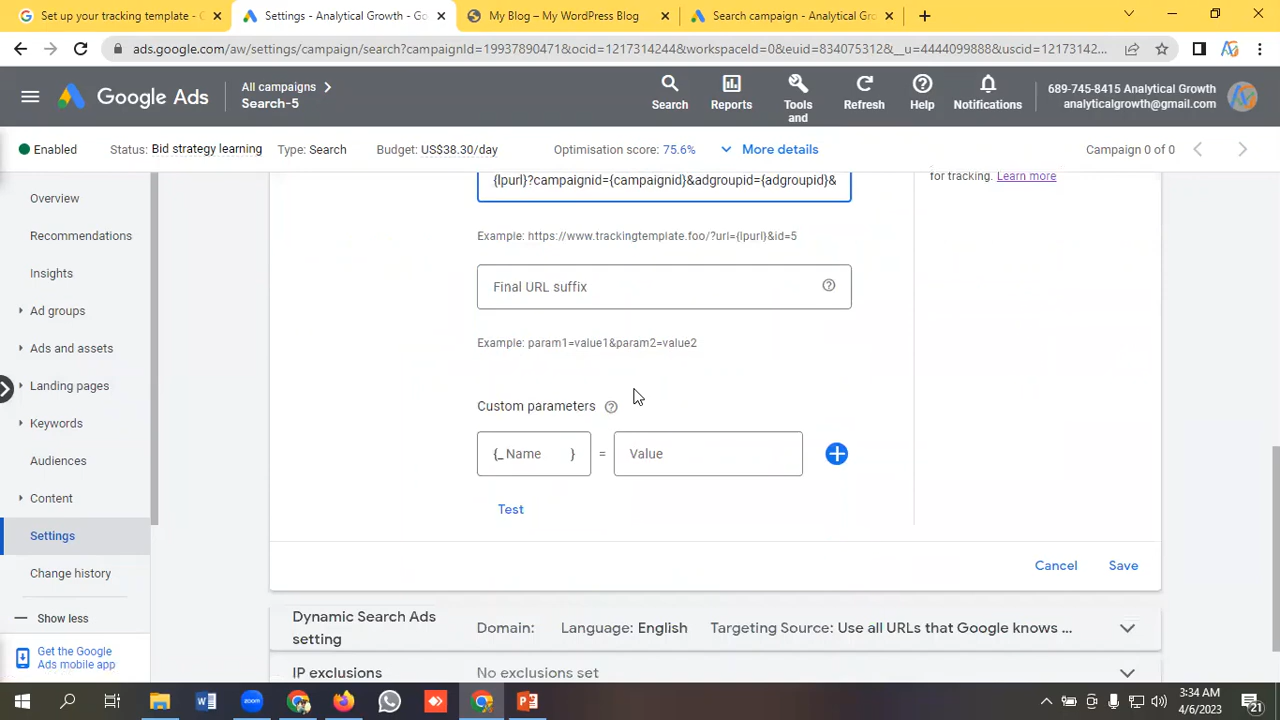 Set up your tracking template - G
Settings - Analytical Growth - Go
My Blog – My WordPress Blog
Search campaign - Analytical Gro
ads.google.com/aw/settings/campaign/search?campaignId=19937890471&ocid=1217314244&workspaceId=0&euid=834075312&__u=4444099888&uscid=12173142...
Google Ads
All campaigns
Search-5
Search
Reports
Tools and
Refresh
Help
Notifications
689-745-8415 Analytical Growth
analyticalgrowth@gmail.com
Enabled
Status: Bid strategy learning
Type: Search
Budget: US$38.30/day
Optimisation score: 75.6%
More details
Campaign 0 of 0
Overview
Recommendations
Insights
Ad groups
Ads and assets
Landing pages
Keywords
Audiences
Content
Settings
Change history
Show less
Get the Google
Ads mobile app
{lpurl}?campaignid={campaignid}&adgroupid={adgroupid}&
for tracking. Learn more
Example: https://www.trackingtemplate.foo/?url={lpurl}&id=5
Final URL suffix
Example: param1=value1&param2=value2
Custom parameters
{_ Name } = Value
Test
Cancel
Save
Dynamic Search Ads
setting
Domain: Language: English Targeting Source: Use all URLs that Google knows ...
IP exclusions
No exclusions set
3:34 AM
4/6/2023
21